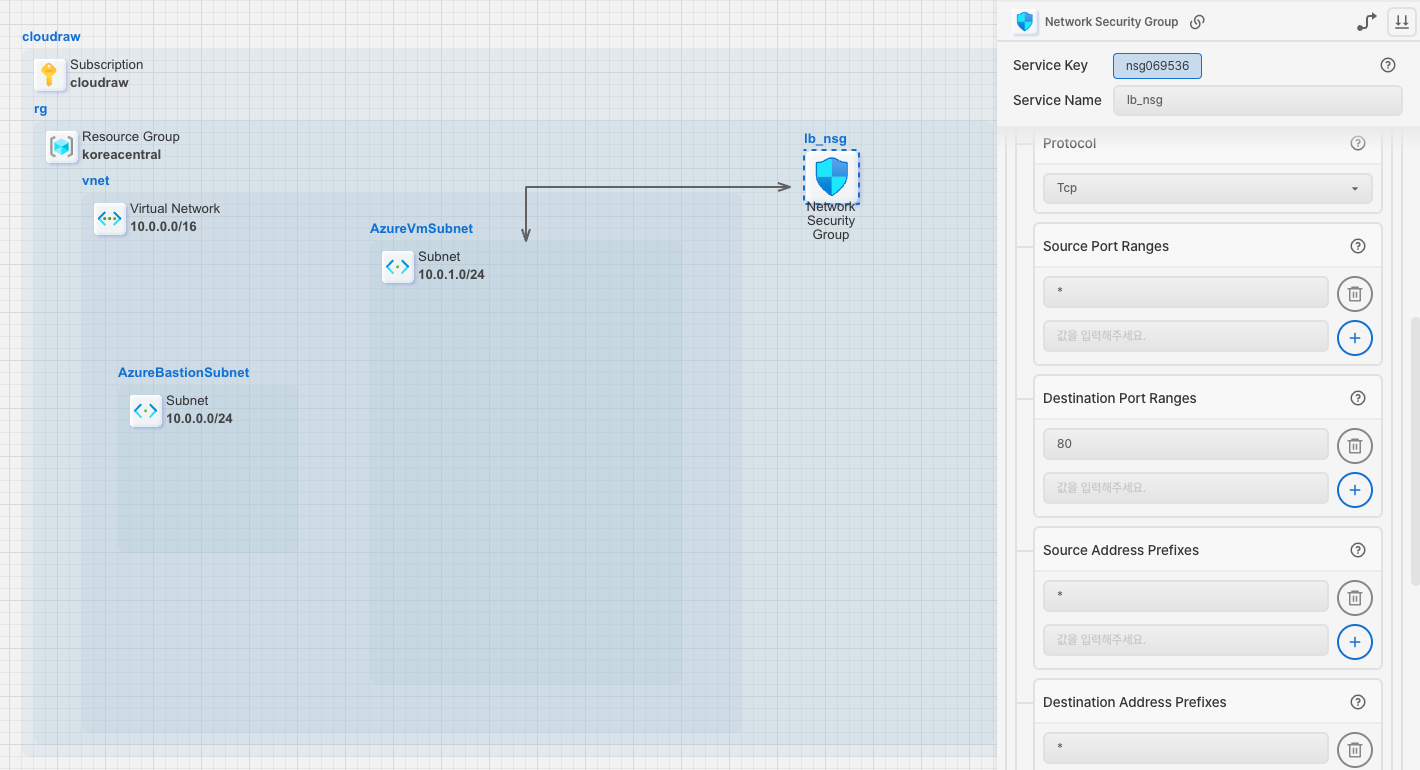 cloudraw
Subscription
cloudraw
rg
Resource Group
koreacentral
vnet
Virtual Network
10.0.0.0/16
AzureVmSubnet
Subnet
10.0.1.0/24
AzureBastionSubnet
Subnet
10.0.0.0/24
lb_nsg
Network
Security
Group
Network Security Group
Service Key
nsg069536
Service Name
lb_nsg
Protocol
Tcp
Source Port Ranges
*
값을 입력해주세요.
Destination Port Ranges
80
값을 입력해주세요.
Source Address Prefixes
*
값을 입력해주세요.
Destination Address Prefixes
*